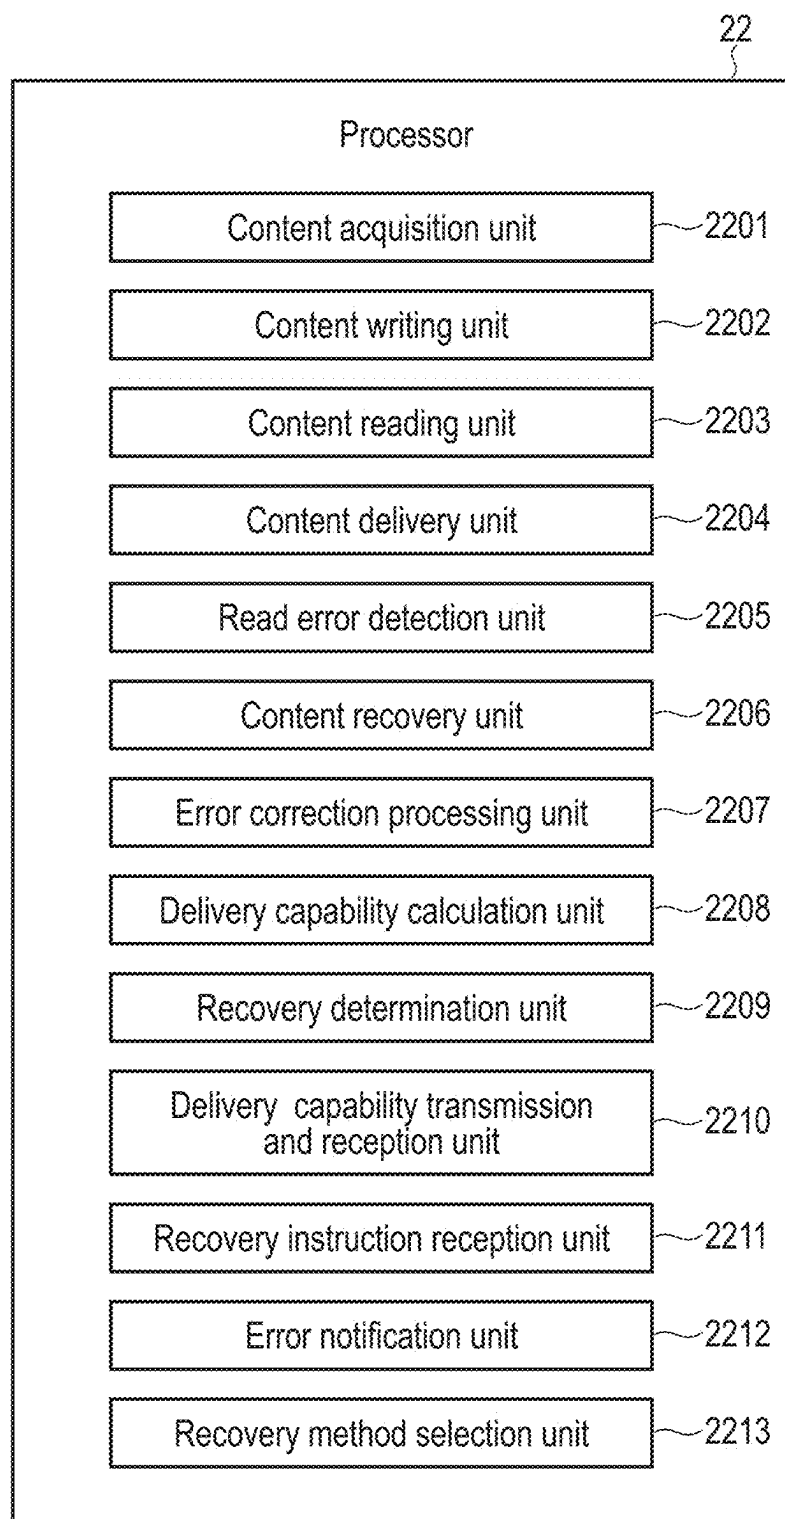 22
Processor
Content acquisition unit 2201
Content writing unit 2202
Content reading unit 2203
Content delivery unit 2204
Read error detection unit 2205
Content recovery unit 2206
Error correction processing unit 2207
Delivery capability calculation unit 2208
Recovery determination unit 2209
Delivery capability transmission
and reception unit 2210
Recovery instruction reception unit 2211
Error notification unit 2212
Recovery method selection unit 2213